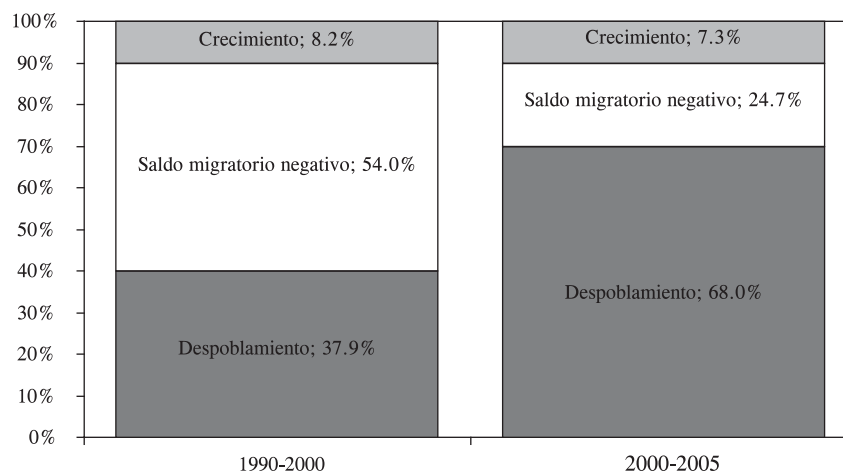 100%
90%
80%
70%
60%
50%
40%
30%
20%
10%
0%
Crecimiento; 8.2%
Saldo migratorio negativo; 54.0%
Despoblamiento; 37.9%
Crecimiento; 7.3%
Saldo migratorio negativo; 24.7%
Despoblamiento; 68.0%
1990-2000
2000-2005